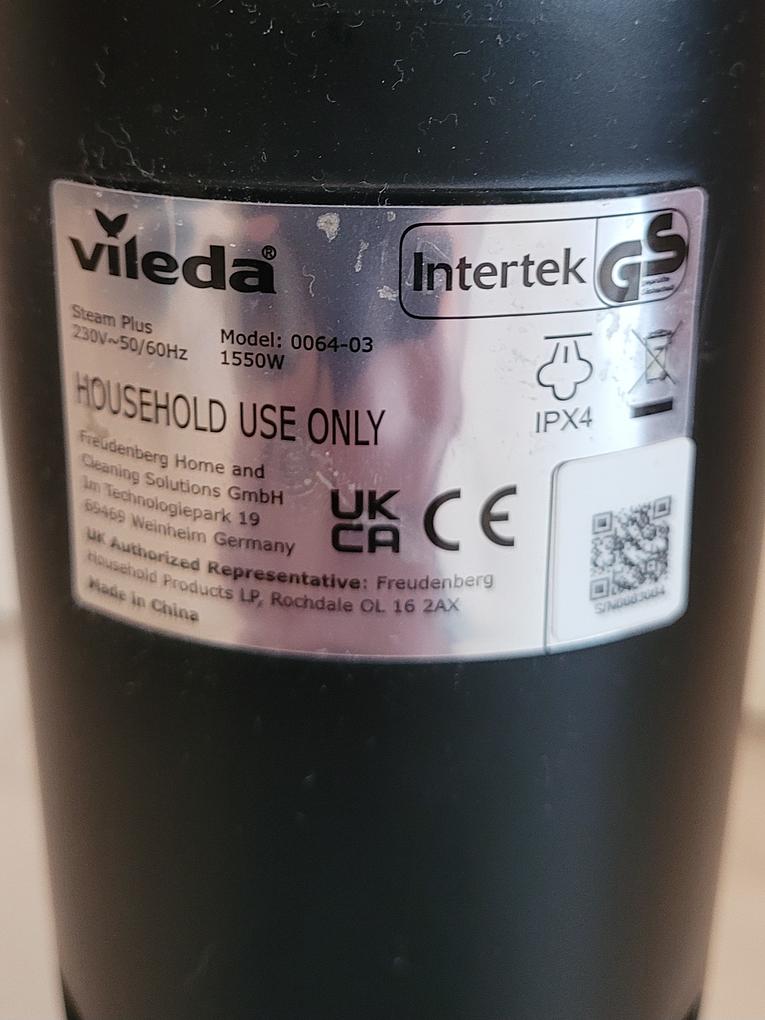 vileda®
Intertek GS
Steam Plus
230V~50/60Hz
Model: 0064-03
1550W
IPX4
HOUSEHOLD USE ONLY
Freudenberg Home and
Cleaning Solutions GmbH
Im Technologiepark 19
69469 Weinheim Germany
UK
CA
CE
UK Authorized Representative: Freudenberg
Household Products LP, Rochdale OL 16 2AX
Made in China